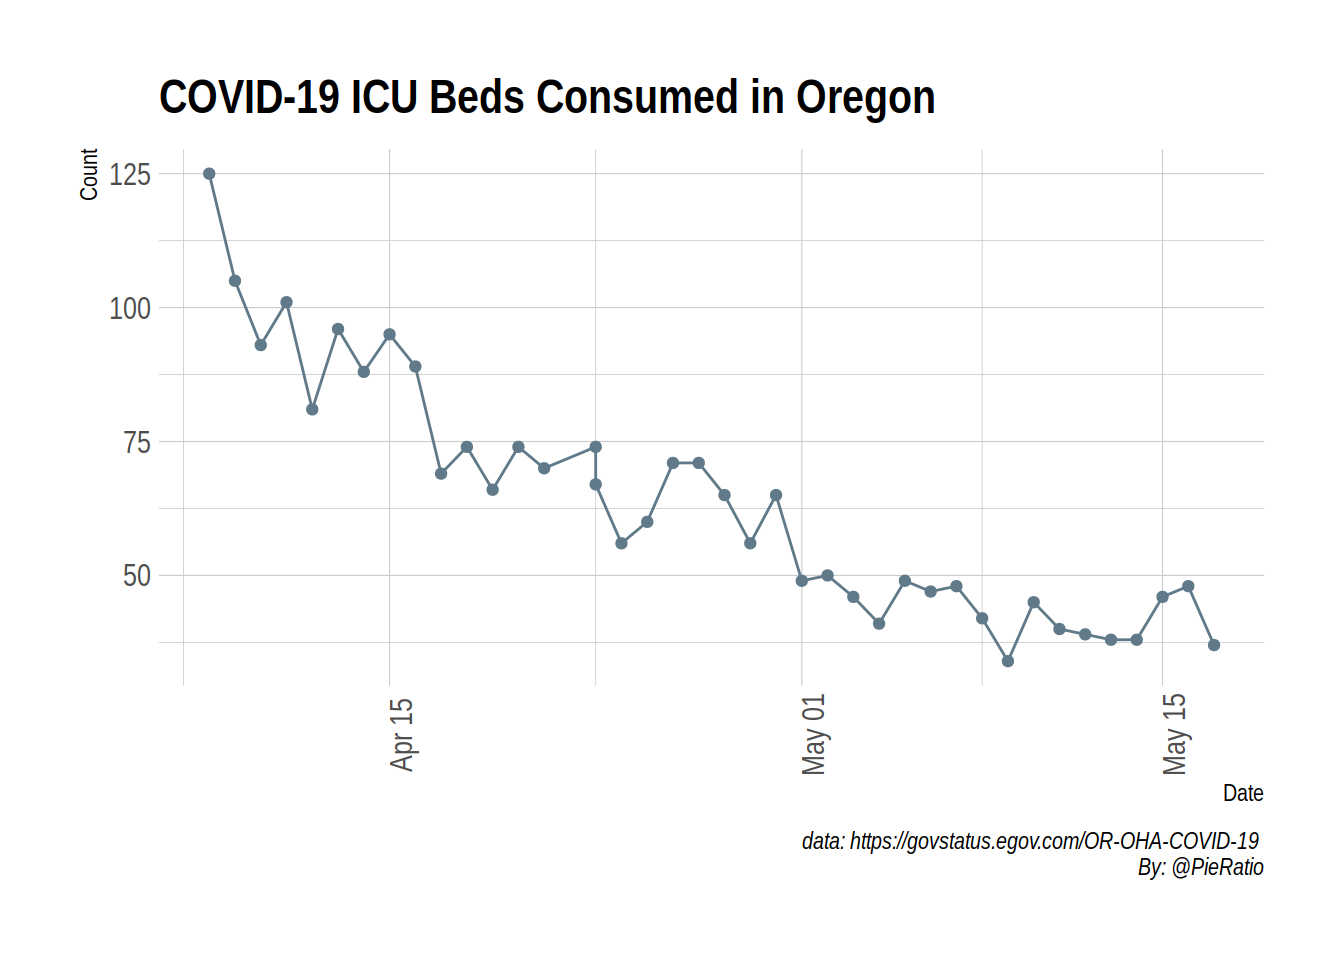 COVID-19 ICU Beds Consumed in Oregon
Count
125
100
75
50
Apr 15
May 01
May 15
Date
data: https://govstatus.egov.com/OR-OHA-COVID-19
By: @PieRatio